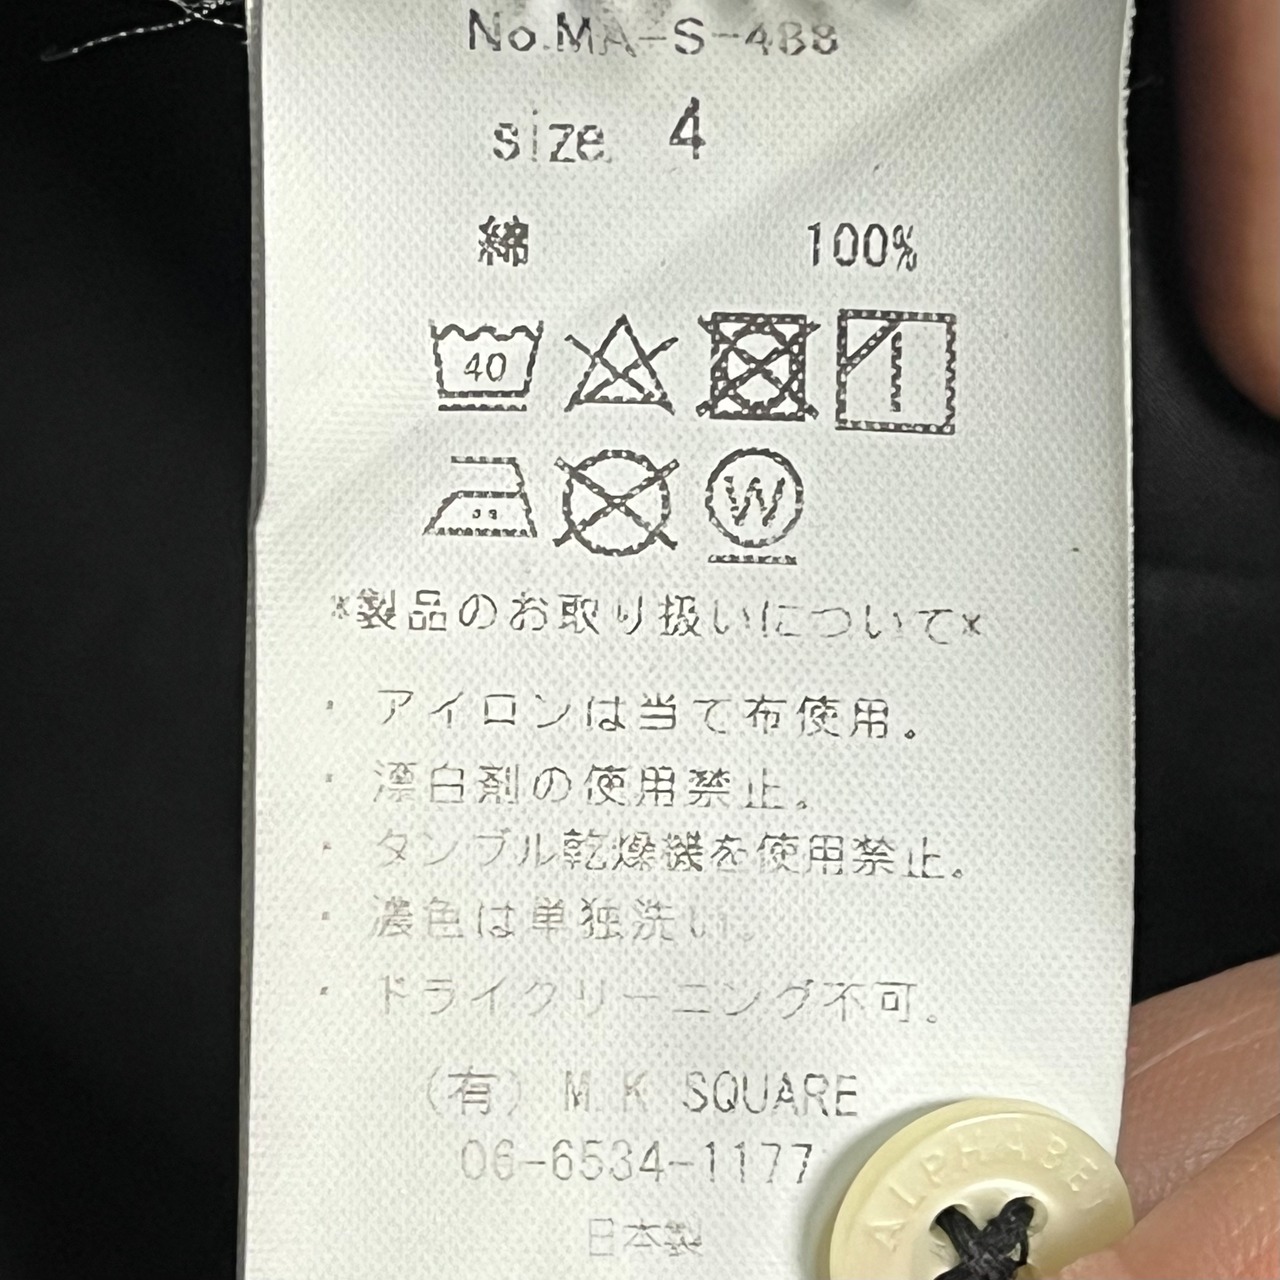 No.MA-S-488
size 4
綿 100%
40
W
*製品のお取り扱いについて*
・アイロンは当て布使用。
・漂白剤の使用禁止。
・タンブル乾燥機を使用禁止。
・濃色は単独洗い。
・ドライクリーニング不可。
(有) M.K SQUARE
06-6534-1177
日本製
ALPHABET